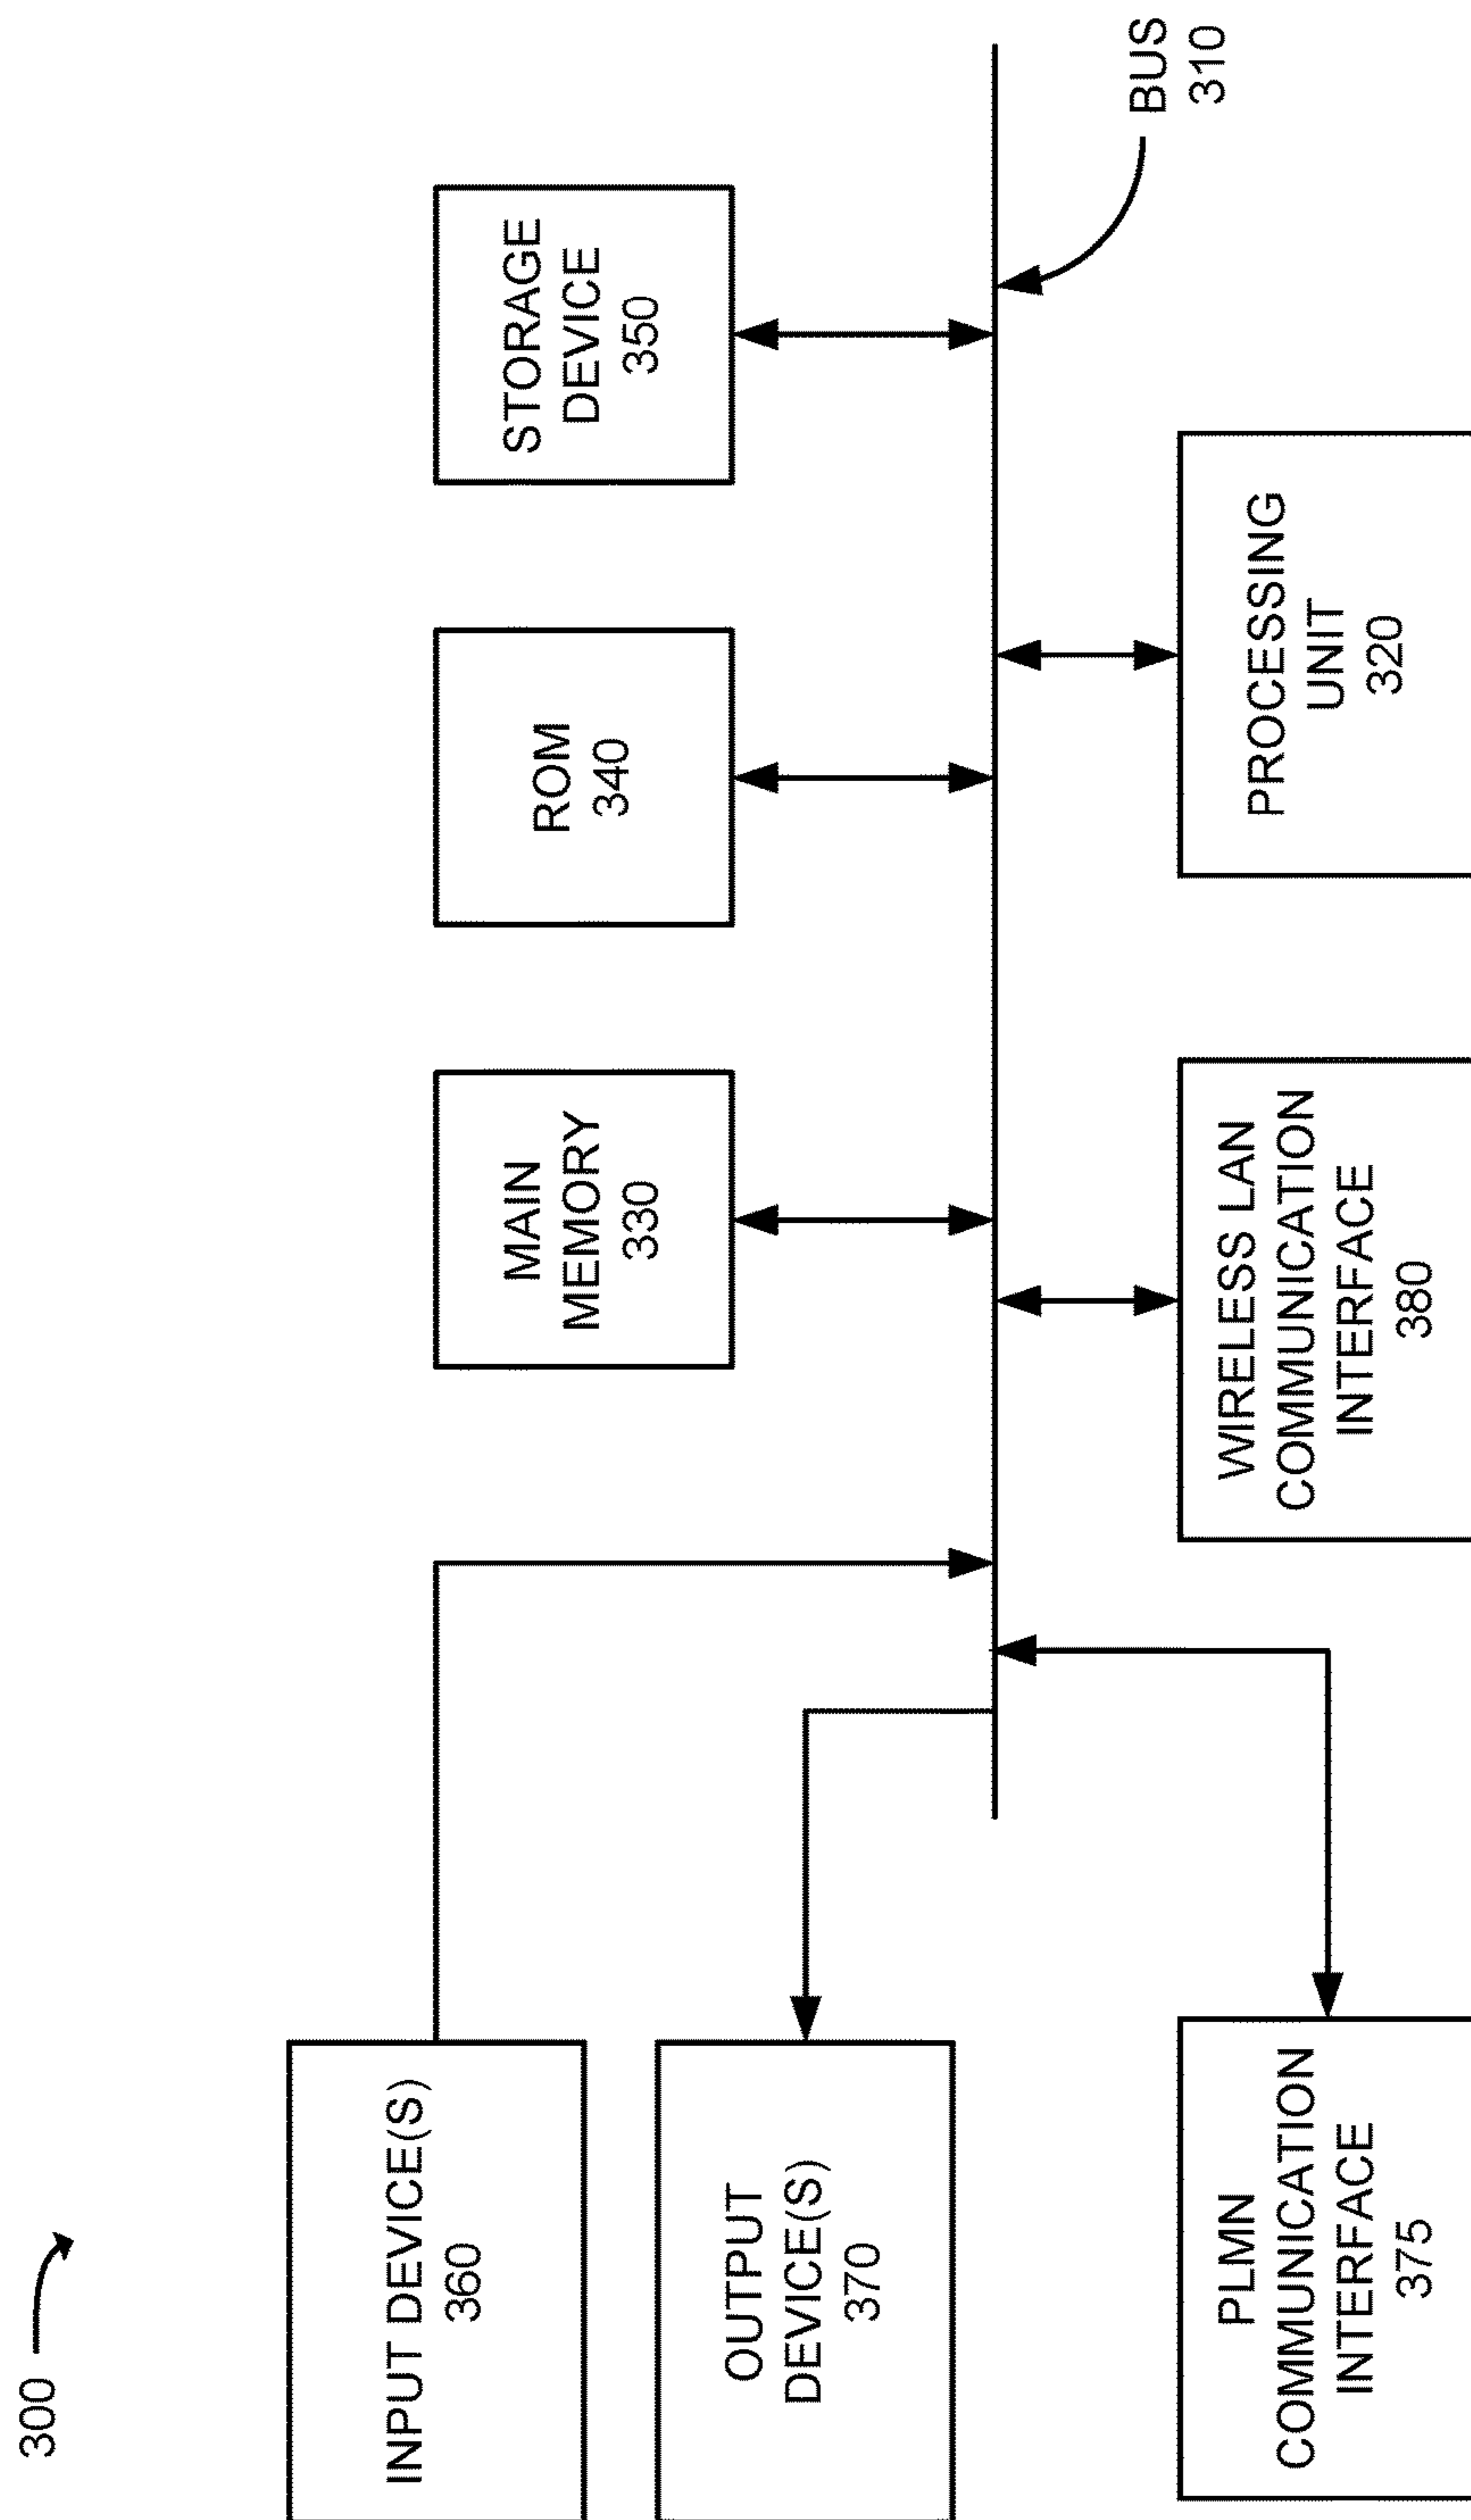 300
INPUT DEVICE(S)
360
MAIN
MEMORY
330
ROM
340
STORAGE
DEVICE
350
OUTPUT
DEVICE(S)
370
BUS
310
PLMN
COMMUNICATION
INTERFACE
375
WIRELESS LAN
COMMUNICATION
INTERFACE
380
PROCESSING
UNIT
320